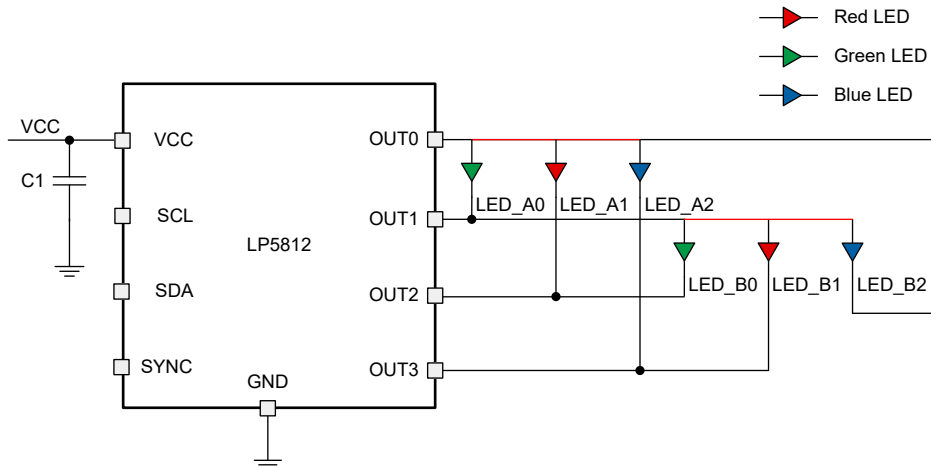 Red LED
Green LED
Blue LED
VCC
C1
VCC
SCL
SDA
SYNC
GND
LP5812
OUT0
OUT1
OUT2
OUT3
LED_A0
LED_A1
LED_A2
LED_B0
LED_B1
LED_B2